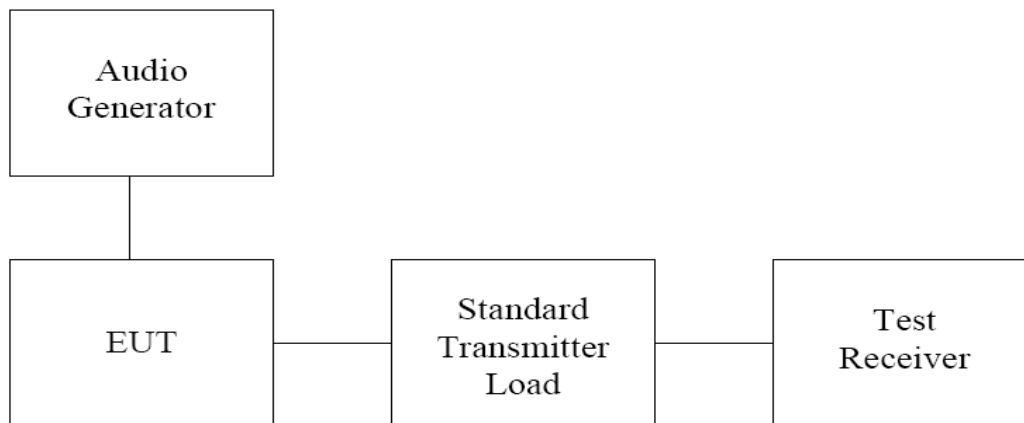 Audio
Generator
EUT
Standard
Transmitter
Load
Test
Receiver